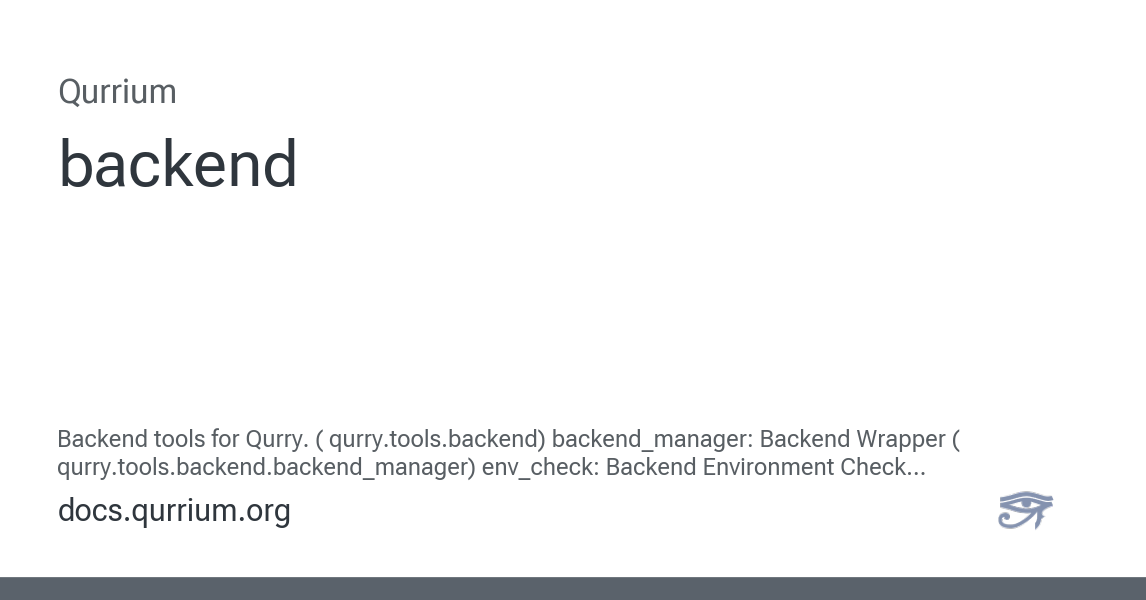 Qurrium
backend
Backend tools for Qurry. ( qurry.tools.backend) backend_manager: Backend Wrapper (
qurry.tools.backend.backend_manager) env_check: Backend Environment Check...
docs.qurrium.org